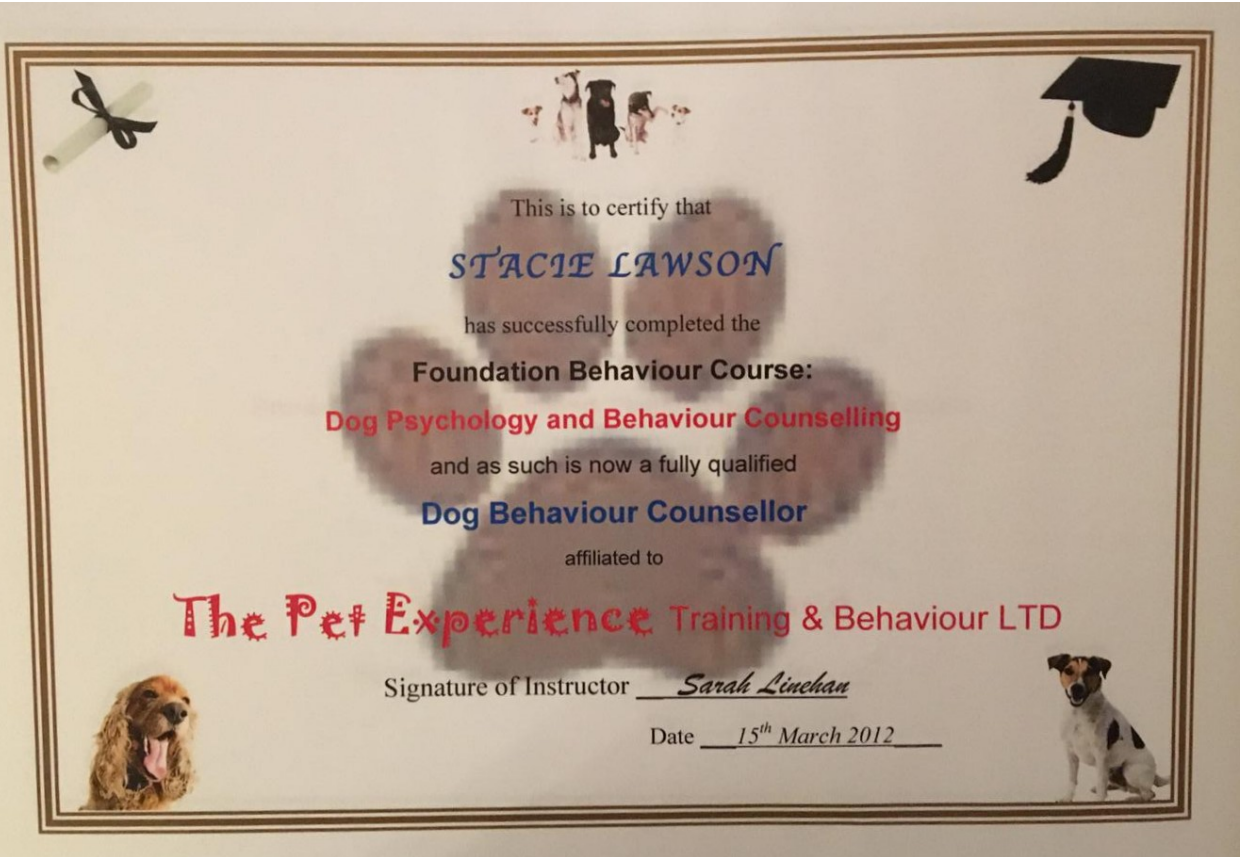 This is to certify that
STACIE LAWSON
has successfully completed the
Foundation Behaviour Course:
Dog Psychology and Behaviour Counselling
and as such is now a fully qualified
Dog Behaviour Counsellor
affiliated to
The Pet Experience Training & Behaviour LTD
Signature of Instructor Sarah Linehan
Date 15th March 2012